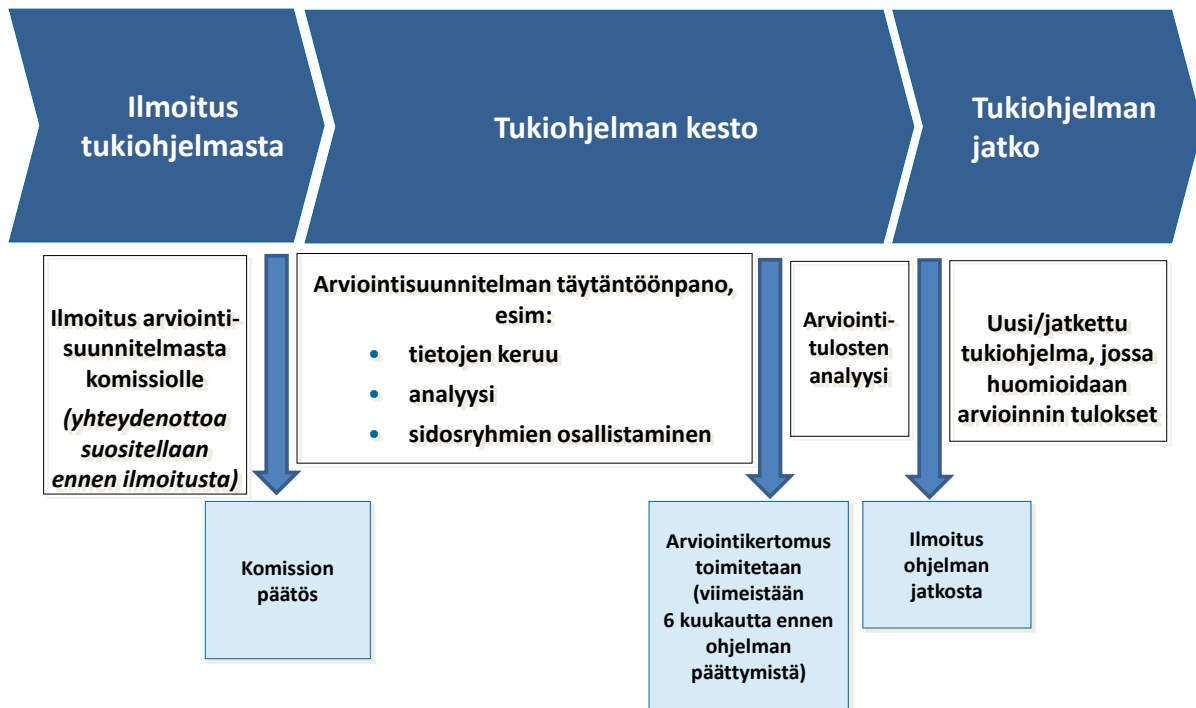 Ilmoitus
tukiohjelmasta
Tukiohjelman kesto
Tukiohjelman
jatko
Ilmoitus arviointi-
suunnitelmasta
komissiolle
(yhteydenottoa
suositellaan
ennen ilmoitusta)
Arviointisuunnitelman täytäntöönpano,
esim:
• tietojen keruu
• analyysi
• sidosryhmien osallistaminen
Arviointi-
tulosten
analyysi
Uusi/jatkettu
tukiohjelma, jossa
huomioidaan
arvioinnin tulokset
Komission
päätös
Arviointikertomus
toimitetaan
(viimeistään
6 kuukautta ennen
ohjelman
päättymistä)
Ilmoitus
ohjelman
jatkosta